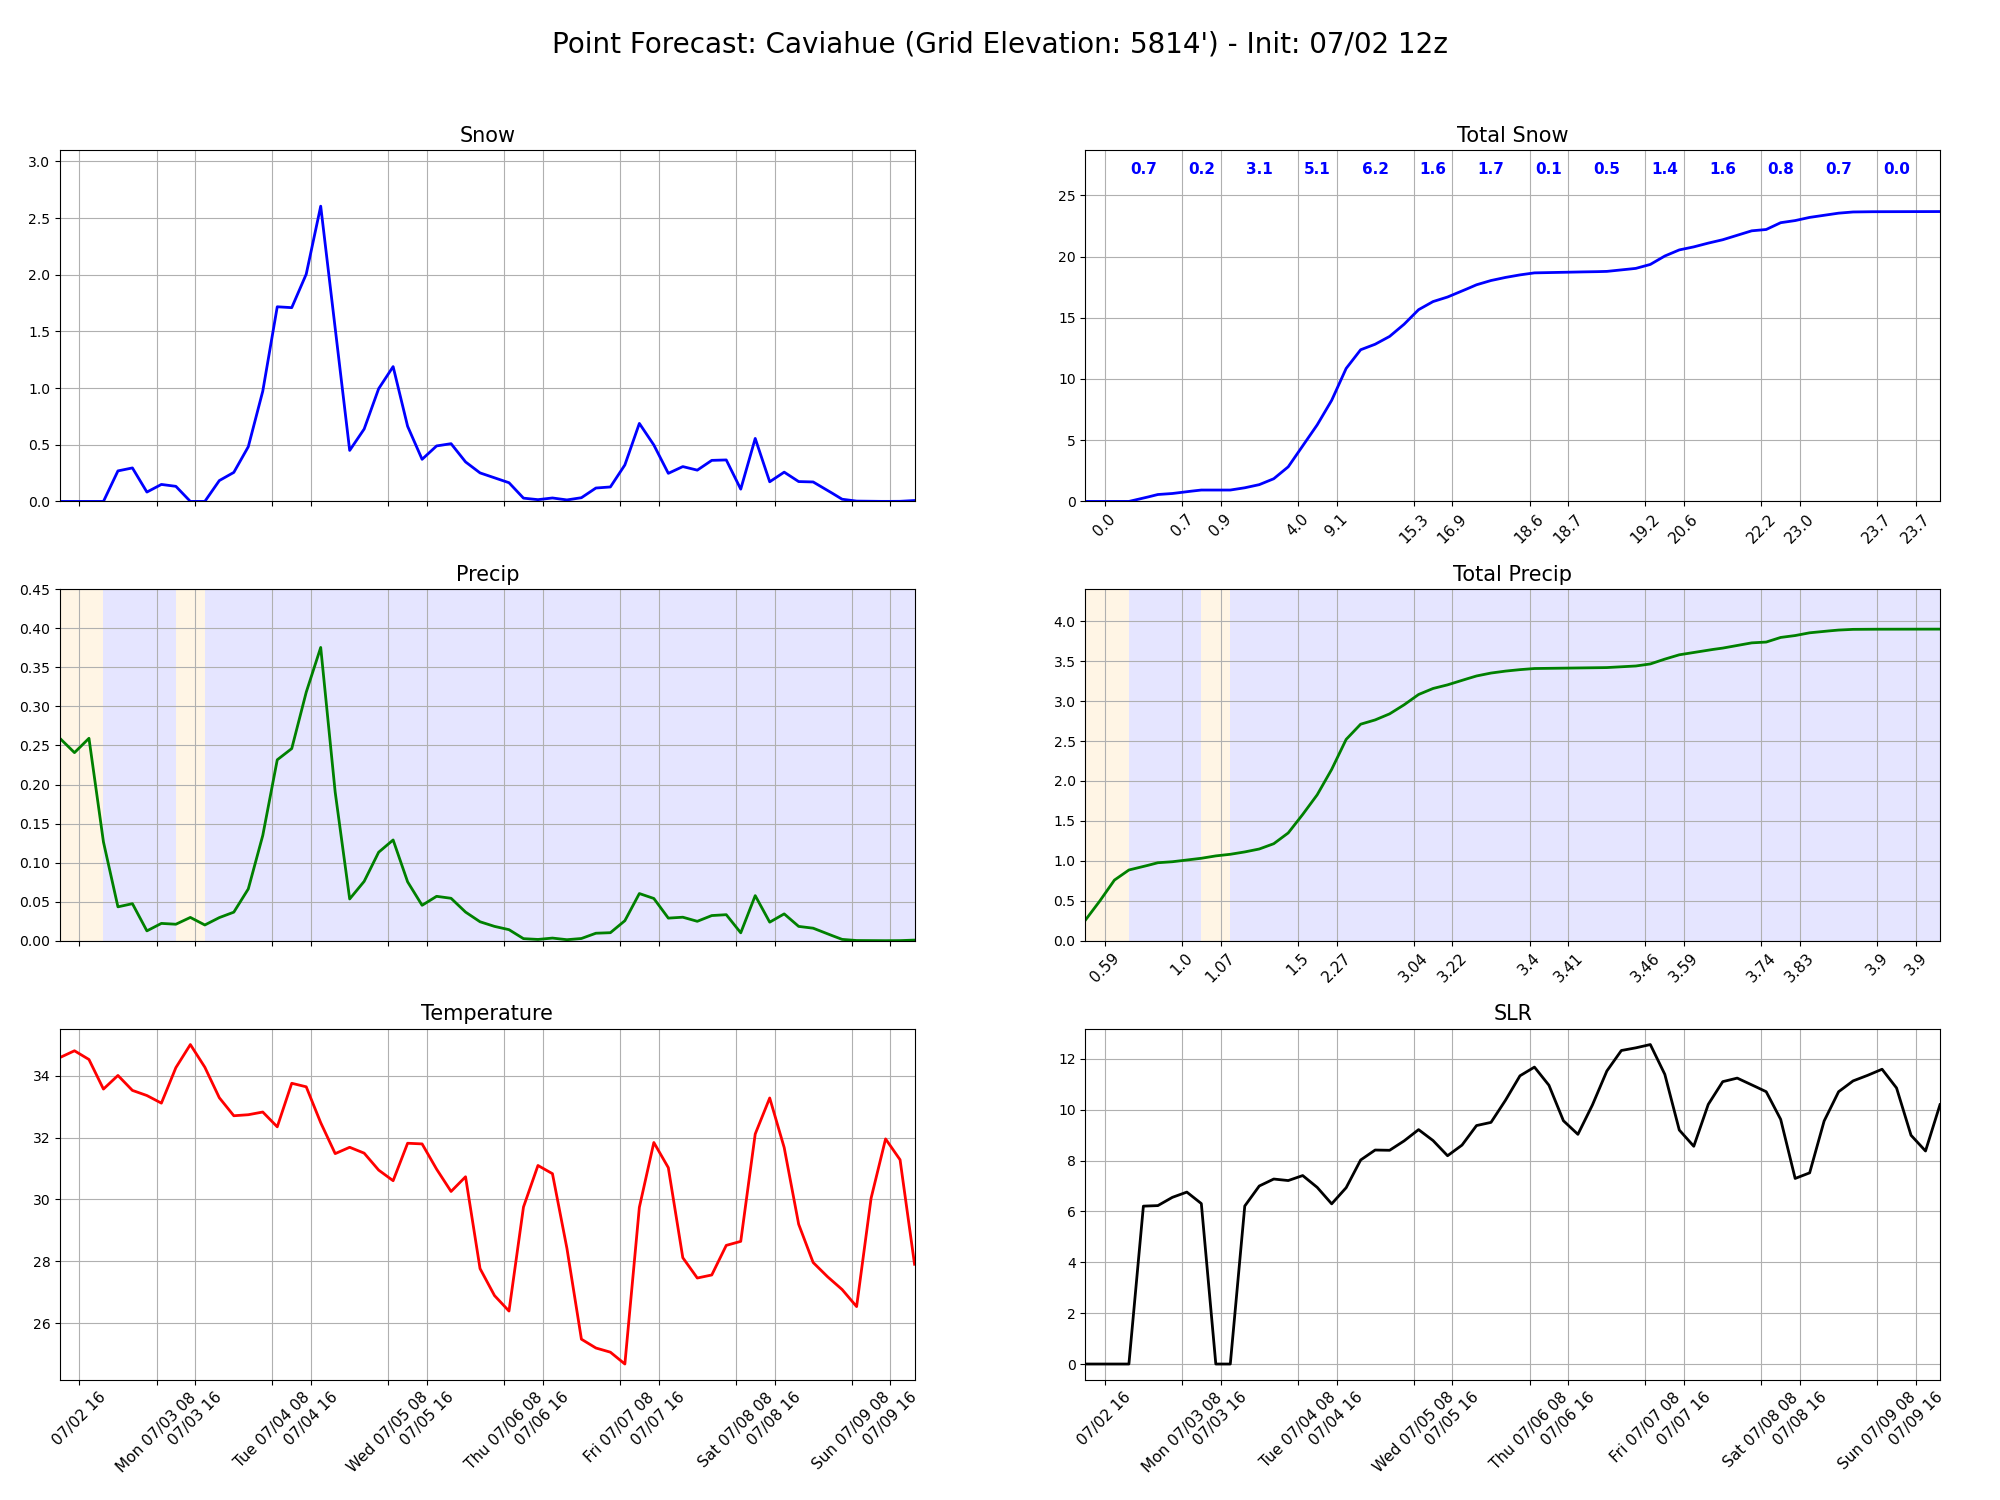 Point Forecast: Caviahue (Grid Elevation: 5814') - Init: 07/02 12z
Snow
3.0
2.5
2.0
1.5
1.0
0.5
0.0
Total Snow
0.7 0.2 3.1 5.1 6.2 1.6 1.7 0.1 0.5 1.4 1.6 0.8 0.7 0.0
25
20
15
10
5
0
0.0 0.7 0.9 4.0 9.1 15.3 16.9 18.6 18.7 19.2 20.6 22.2 23.0 23.7 23.7
Precip
0.45
0.40
0.35
0.30
0.25
0.20
0.15
0.10
0.05
0.00
Total Precip
4.0
3.5
3.0
2.5
2.0
1.5
1.0
0.5
0.0
0.59 1.0 1.07 1.5 2.27 3.04 3.22 3.4 3.41 3.46 3.59 3.74 3.83 3.9 3.9
Temperature
34
32
30
28
26
07/02 16
Mon 07/03 08
07/03 16
Tue 07/04 08
07/04 16
Wed 07/05 08
07/05 16
Thu 07/06 08
07/06 16
Fri 07/07 08
07/07 16
Sat 07/08 08
07/08 16
Sun 07/09 08
07/09 16
SLR
12
10
8
6
4
2
0
07/02 16
Mon 07/03 08
07/03 16
Tue 07/04 08
07/04 16
Wed 07/05 08
07/05 16
Thu 07/06 08
07/06 16
Fri 07/07 08
07/07 16
Sat 07/08 08
07/08 16
Sun 07/09 08
07/09 16